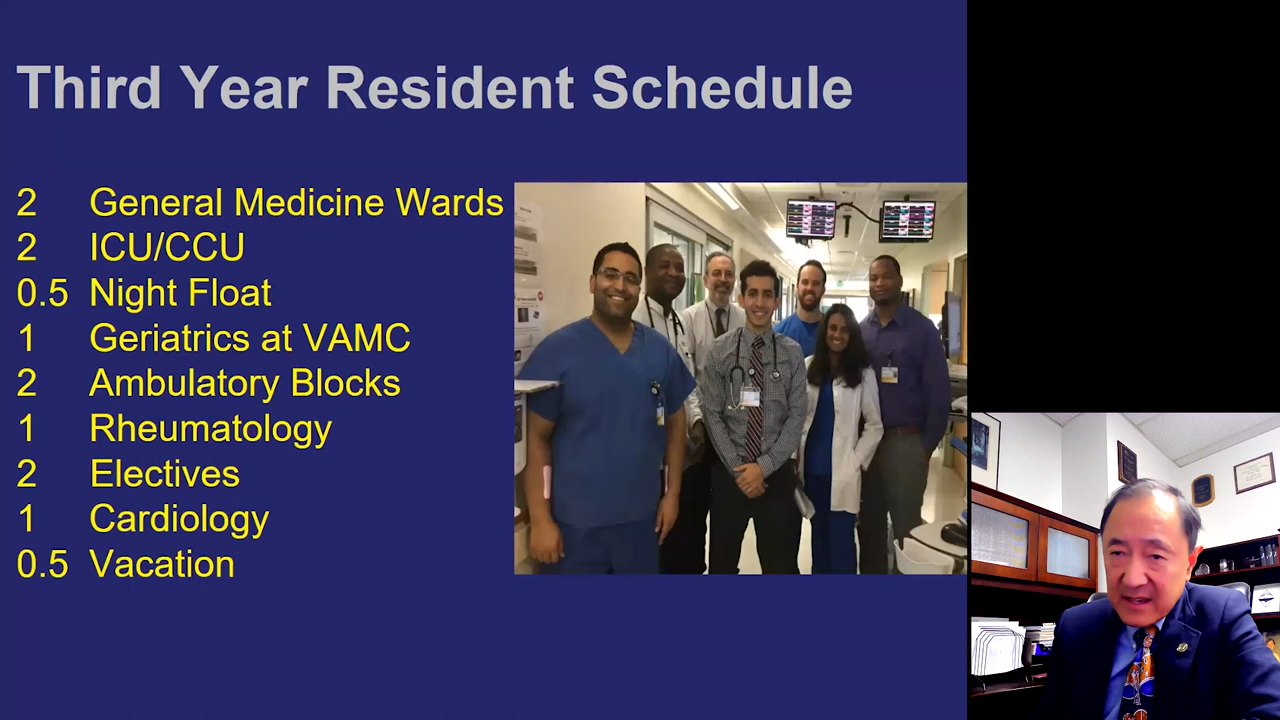 Third Year Resident Schedule
2 General Medicine Wards
2 ICU/CCU
0.5 Night Float
1 Geriatrics at VAMC
2 Ambulatory Blocks
1 Rheumatology
2 Electives
1 Cardiology
0.5 Vacation